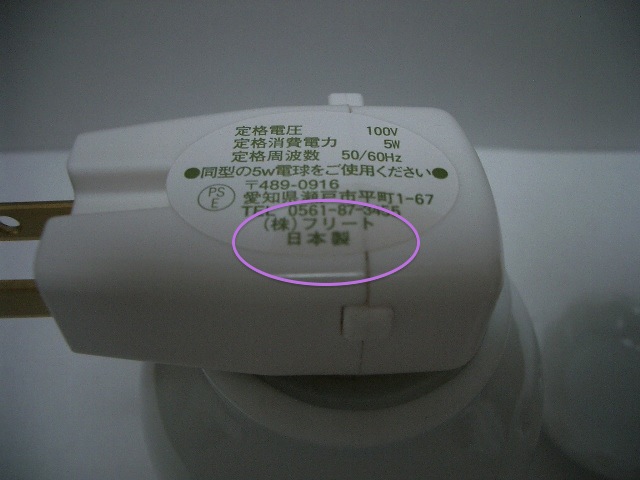 定格電圧 100V
定格消費電力 5W
定格周波数 50/60Hz
●同型の5w電球をご使用ください●
〒489-0916
PS
E
愛知県瀬戸市平町1-67
TEL 0561-87-3455
(株)フリート
日本製